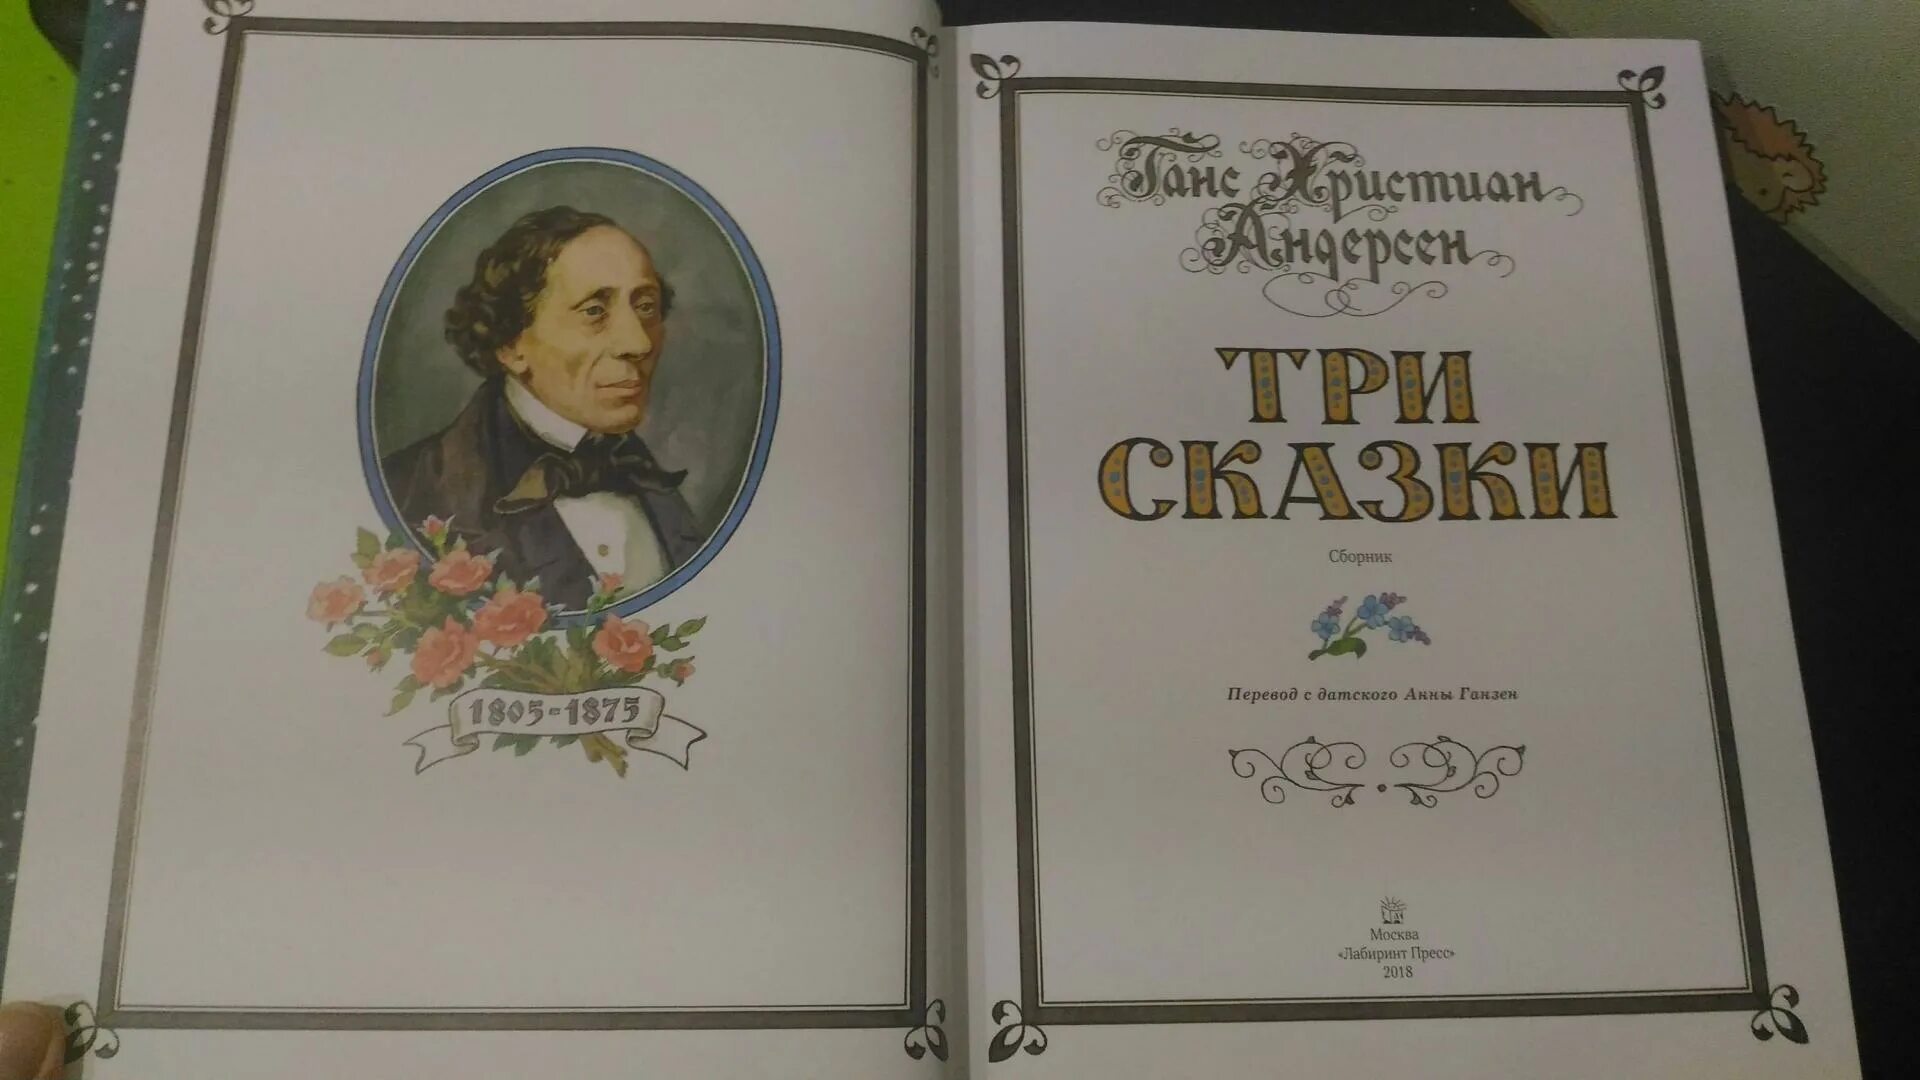 1805-1875
Ганс Христиан
Андерсен
ТРИ
СКАЗКИ
Сборник
Перевод с датского Анны Ганзен
Москва
«Лабиринт Пресс»
2018